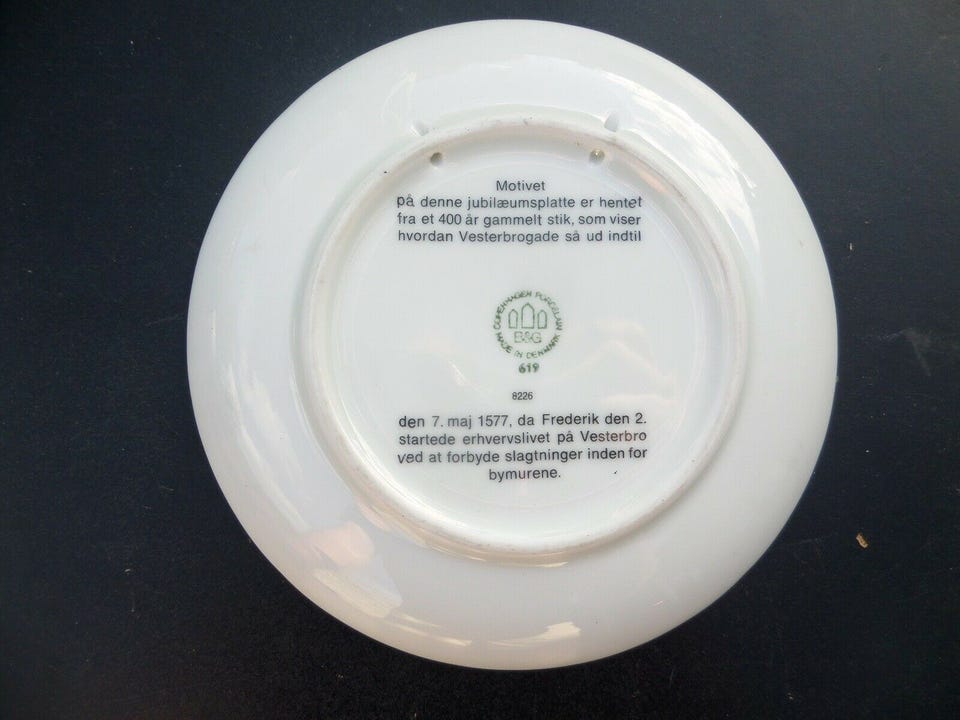 Motivet
på denne jubilæumsplatte er hentet
fra et 400 år gammelt stik, som viser
hvordan Vesterbrogade så ud indtil
COPENHAGEN PORCELAIN
B&G
MADE IN DENMARK
619
8226
den 7. maj 1577, da Frederik den 2.
startede erhvervslivet på Vesterbro
ved at forbyde slagtninger inden for
bymurene.